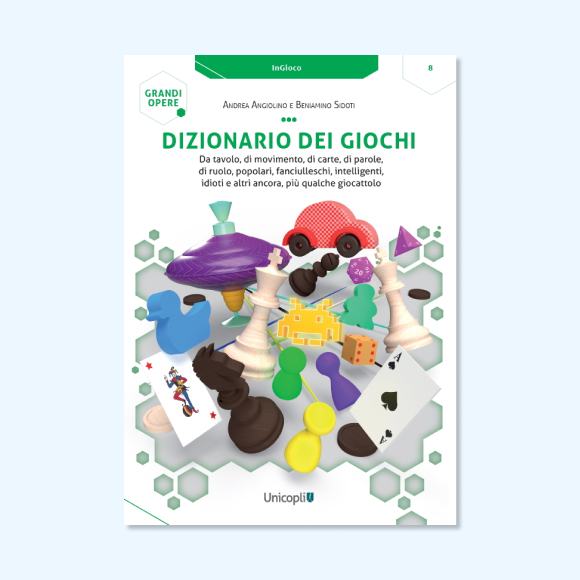 InGioco
8
GRANDI
OPERE
Andrea Angiolino e Beniamino Sidoti
DIZIONARIO DEI GIOCHI
Da tavolo, di movimento, di carte, di parole,
di ruolo, popolari, fanciulleschi, intelligenti,
idioti e altri ancora, più qualche giocattolo
20
A
A
Unicopli